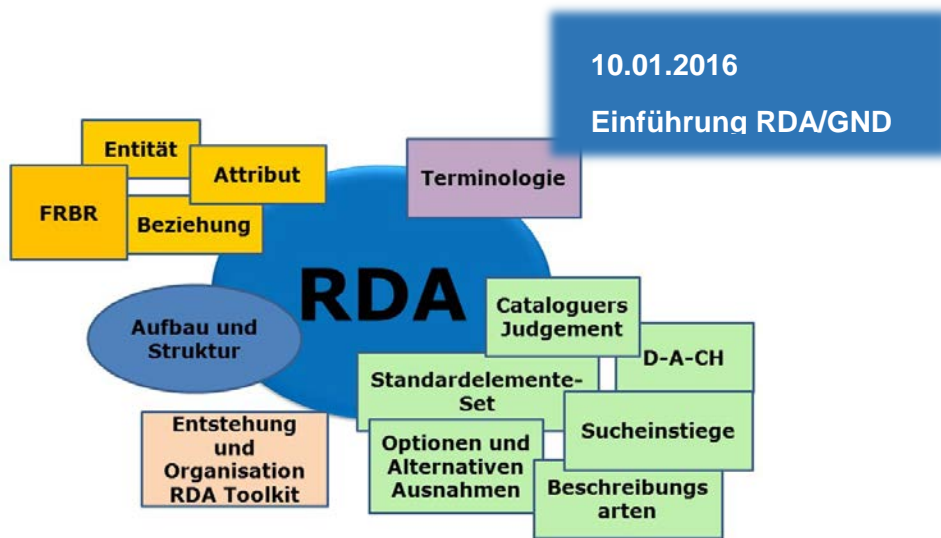 10.01.2016
Einführung RDA/GND
Entität
Attribut
FRBR
Beziehung
Terminologie
RDA
Aufbau und
Struktur
Cataloguers
Judgement
D-A-CH
Standardelemente-
Set
Sucheinstiege
Entstehung
und
Organisation
RDA Toolkit
Optionen und
Alternativen
Ausnahmen
Beschreibungs
arten